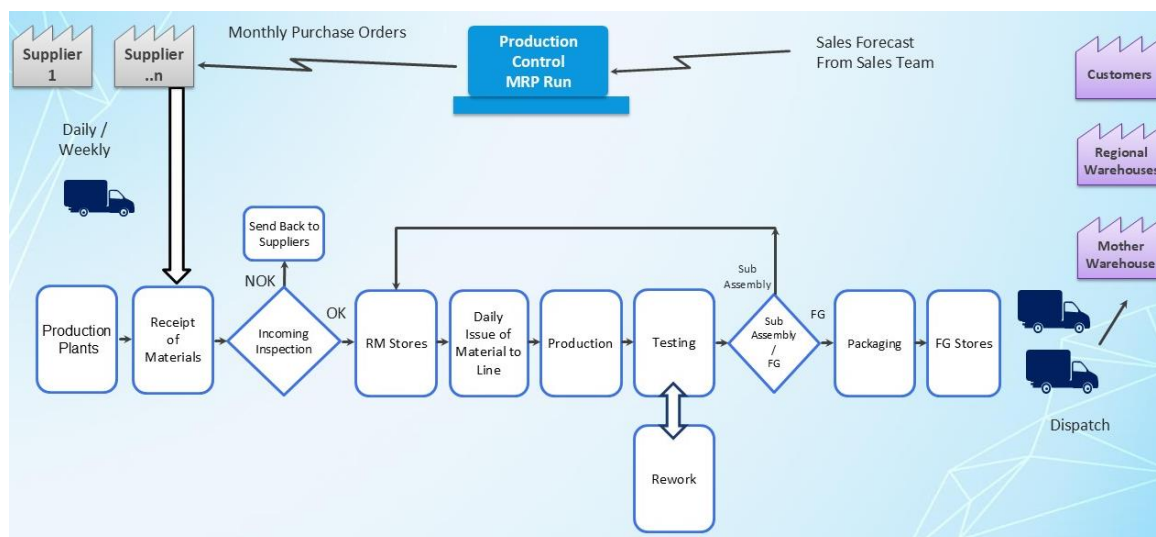 Supplier
1
Supplier
..n
Monthly Purchase Orders
Production
Control
MRP Run
Sales Forecast
From Sales Team
Customers
Daily /
Weekly
Regional
Warehouses
Mother
Warehouse
Send Back to
Suppliers
NOK
OK
Sub
Assembly
FG
Production
Plants
Receipt
of
Materials
Incoming
Inspection
RM Stores
Daily
Issue of
Material to
Line
Production
Testing
Sub
Assembly
/
FG
Packaging
FG Stores
Dispatch
Rework